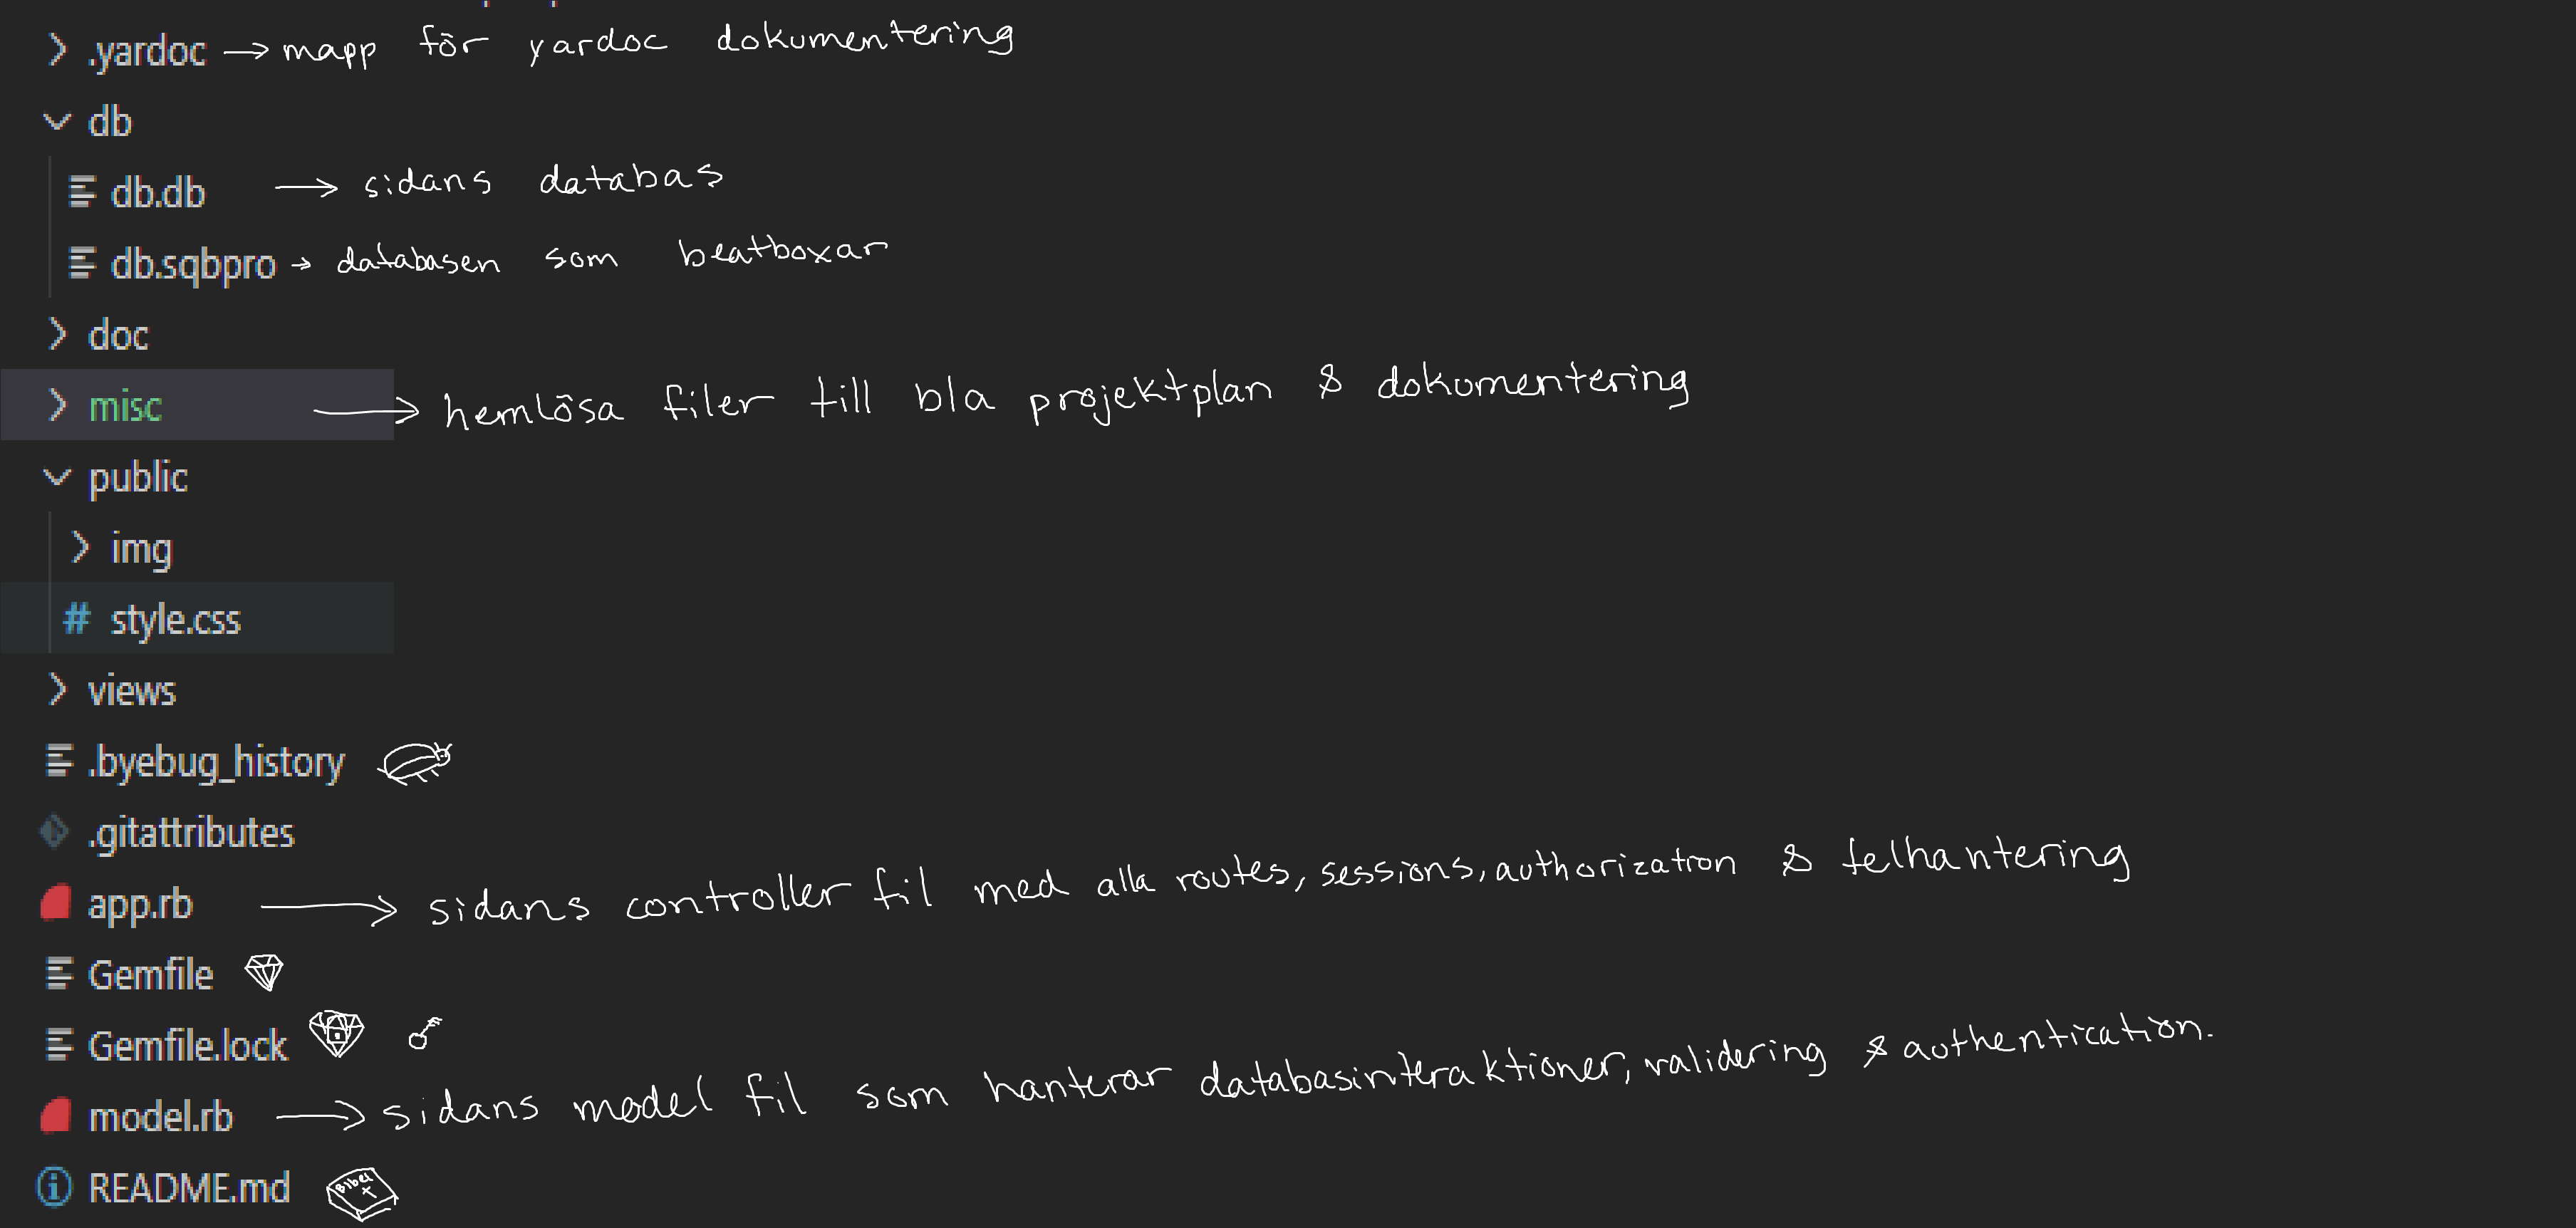 .yardoc → mapp för yardoc dokumentering
db
db.db → sidans databas
db.sqbpro → databasen som beatboxar
doc
misc → hemlösa filer till bla projektplan & dokumentering
public
img
# style.css
views
.byebug_history
.gitattributes
app.rb → sidans controller fil med alla routes, sessions, authorization & felhantering
Gemfile
Gemfile.lock
model.rb → sidans model fil som hanterar databasinteraktioner, validering & authentication.
README.md Bibel